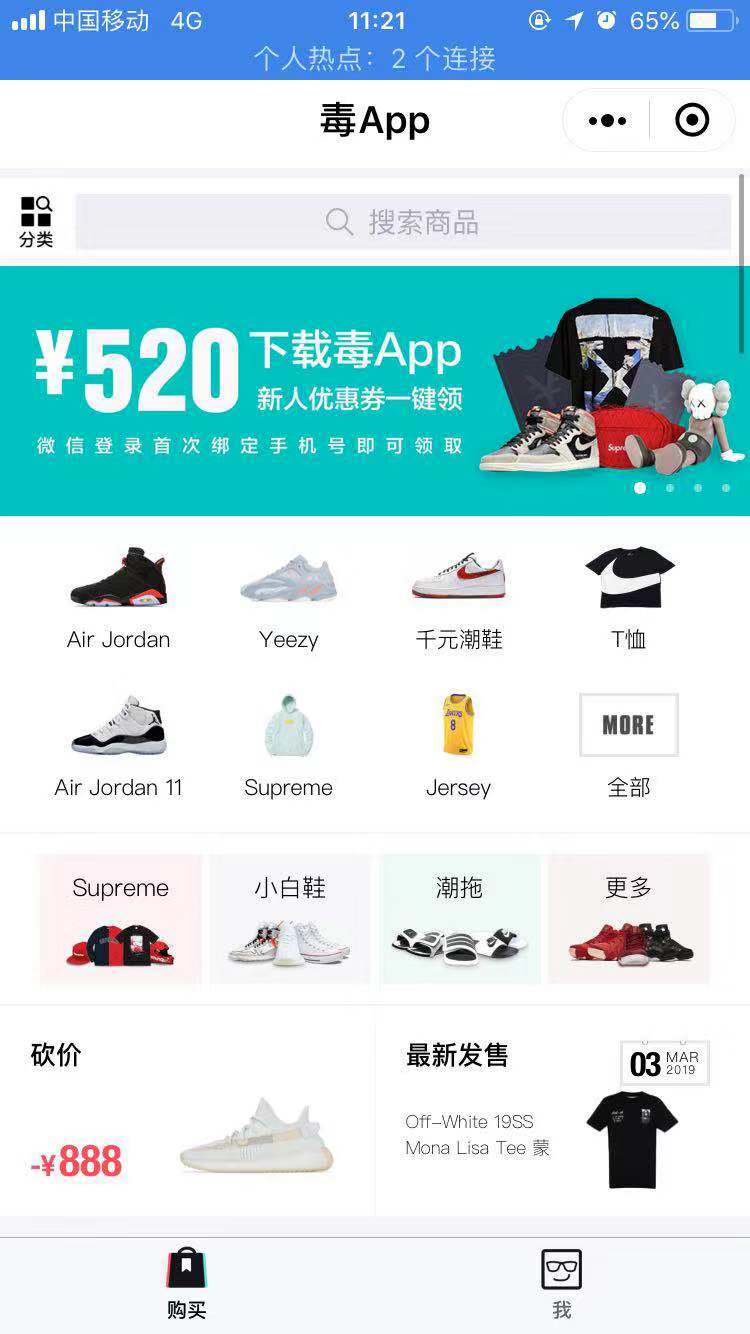 中国移动 4G 11:21 65%
个人热点：2 个连接
毒App
分类
搜索商品
¥520 下载毒App
新人优惠券一键领
微信登录首次绑定手机号即可领取
Air Jordan Yeezy 千元潮鞋 T恤
LAKERS
8
MORE
Air Jordan 11 Supreme Jersey 全部
Supreme 小白鞋 潮拖 更多
砍价
-¥888
最新发售
03 MAR
2019
Off-White 19SS
Mona Lisa Tee 蒙
购买 我